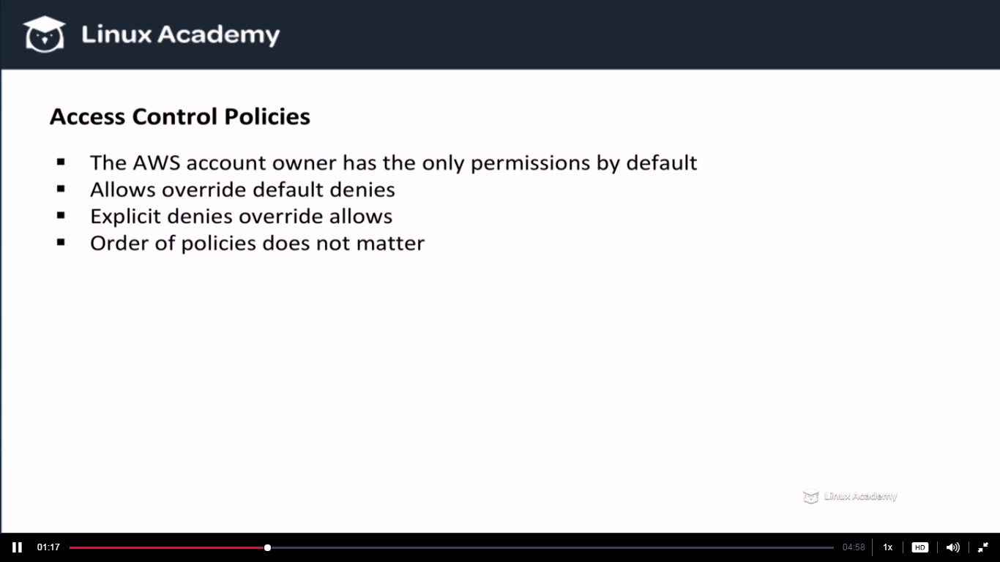 Linux Academy
Access Control Policies
▪ The AWS account owner has the only permissions by default
▪ Allows override default denies
▪ Explicit denies override allows
▪ Order of policies does not matter
Linux Academy
01:17 04:58 1x HD